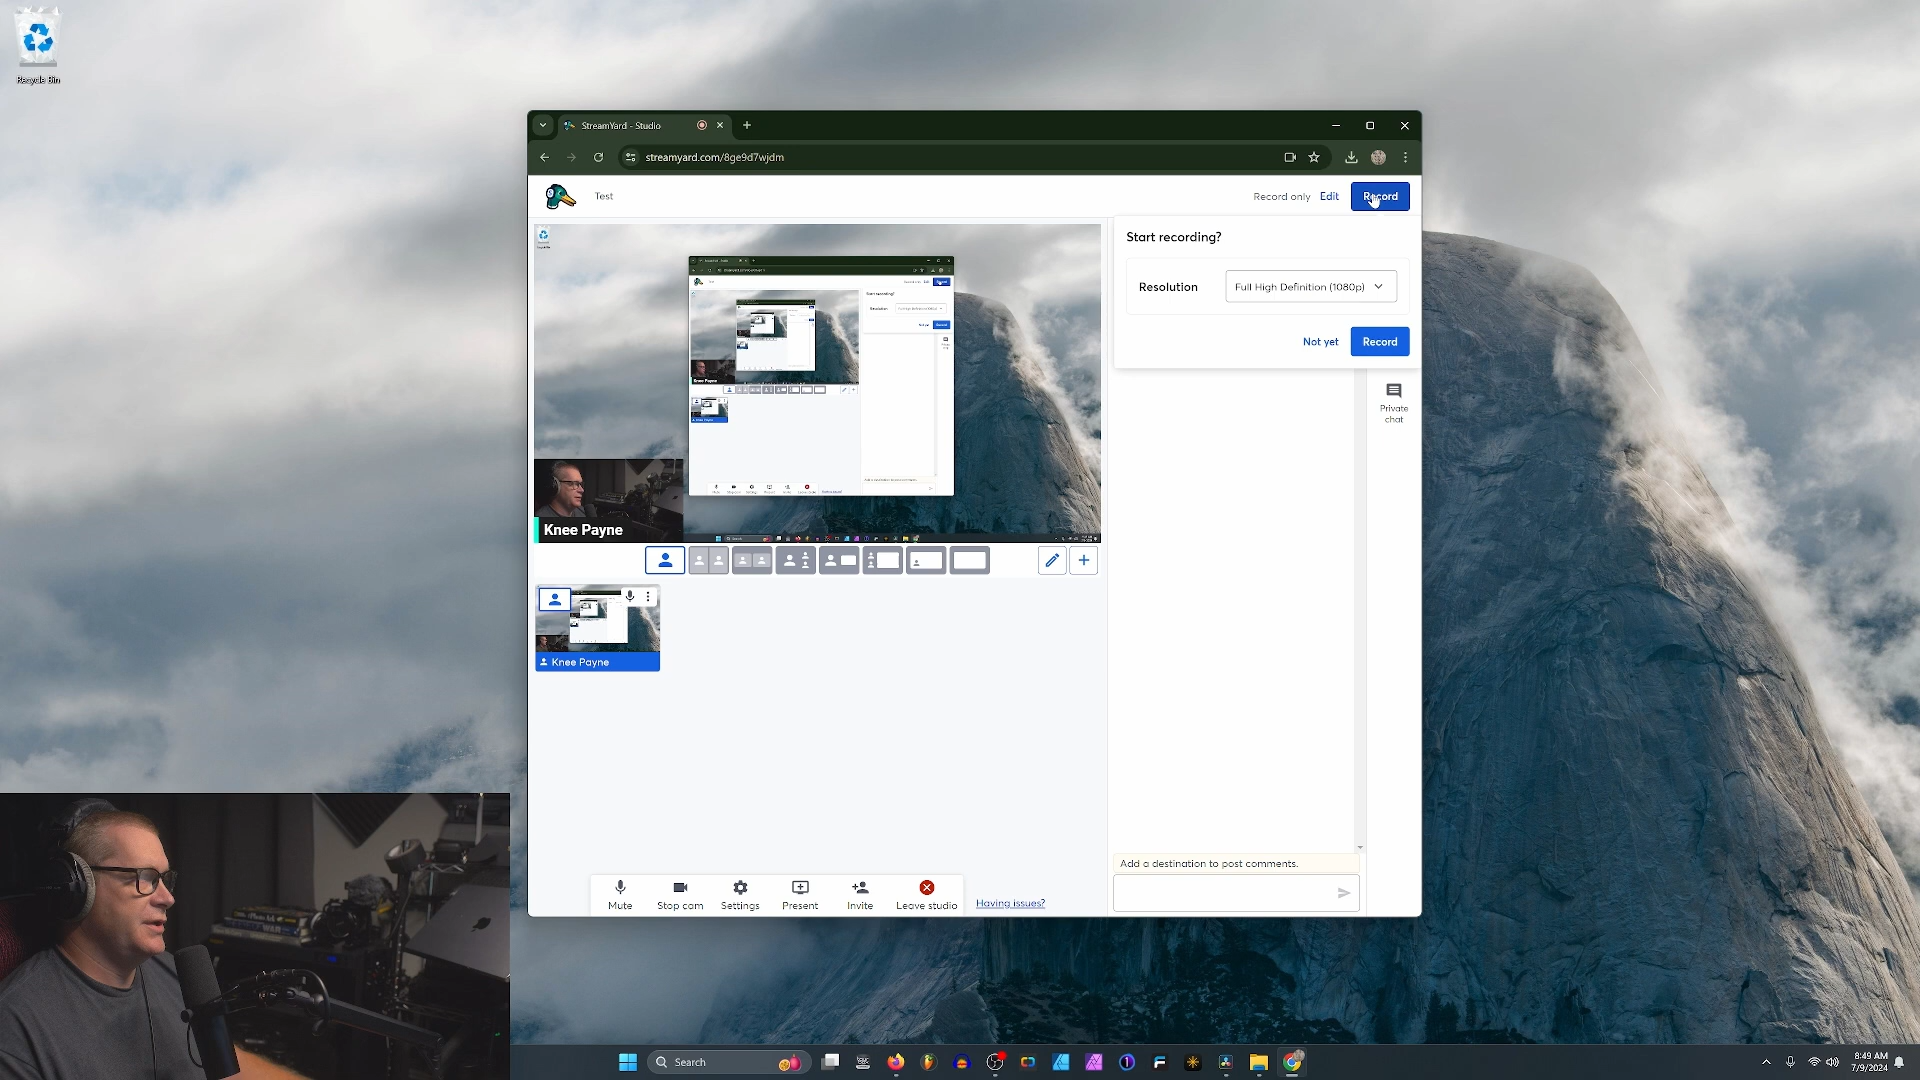 Recycle Bin
StreamYard - Studio
streamyard.com/8ge9d7wjdm
Test
Record only
Edit
Record
Start recording?
Resolution
Full High Definition (1080p)
Not yet
Record
Private
chat
Knee Payne
Knee Payne
Add a destination to post comments.
Mute
Stop cam
Settings
Present
Invite
Leave studio
Having issues?
Search
8:49 AM
7/9/2024